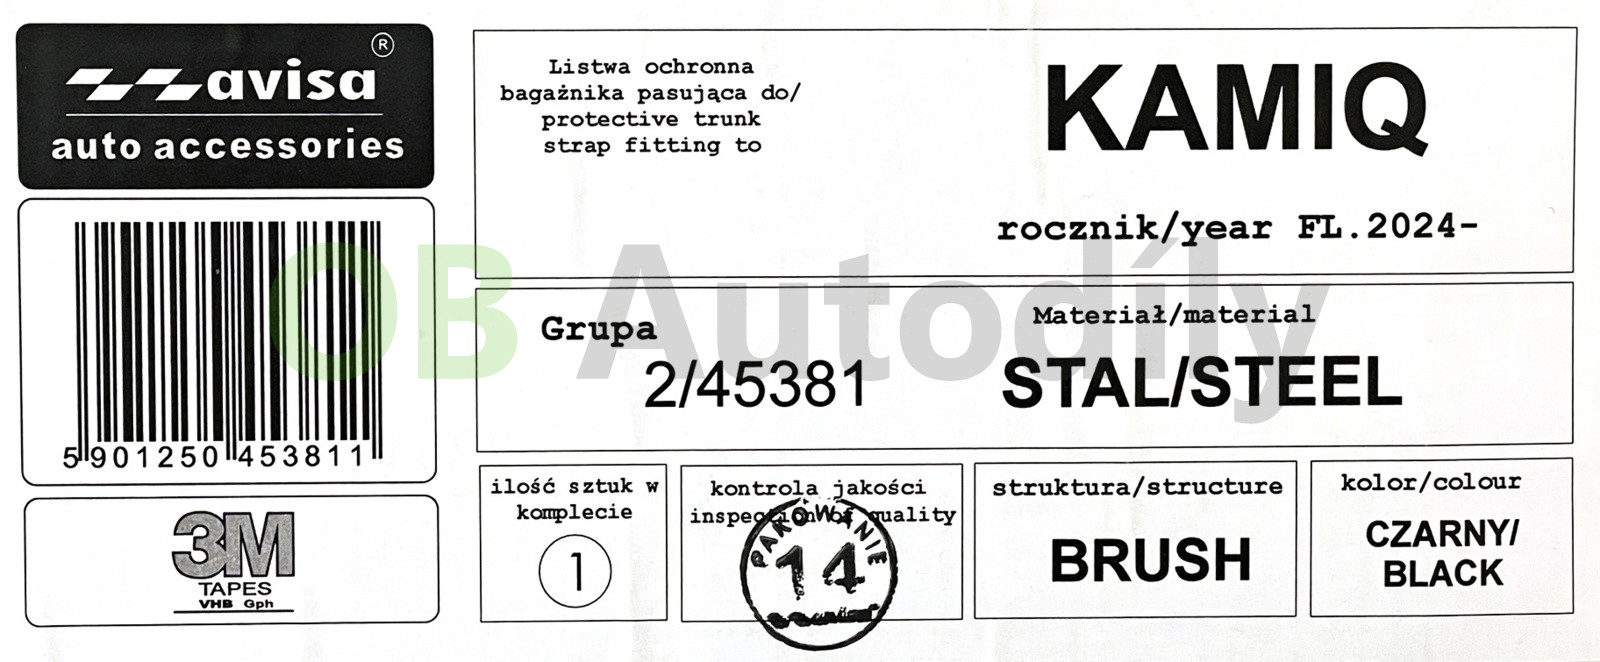 avisa®
auto accessories
5 901250 453811
3M
TAPES
VHB Gph
Listwa ochronna
bagażnika pasująca do/
protective trunk
strap fitting to
KAMIQ
rocznik/year FL.2024-
Grupa
2/45381
Materiał/material
STAL/STEEL
ilość sztuk w
komplecie
1
kontrola jakości
inspection of quality
PAKOWANIE
14
avisa
struktura/structure
BRUSH
kolor/colour
CZARNY/
BLACK
OB Autodíly